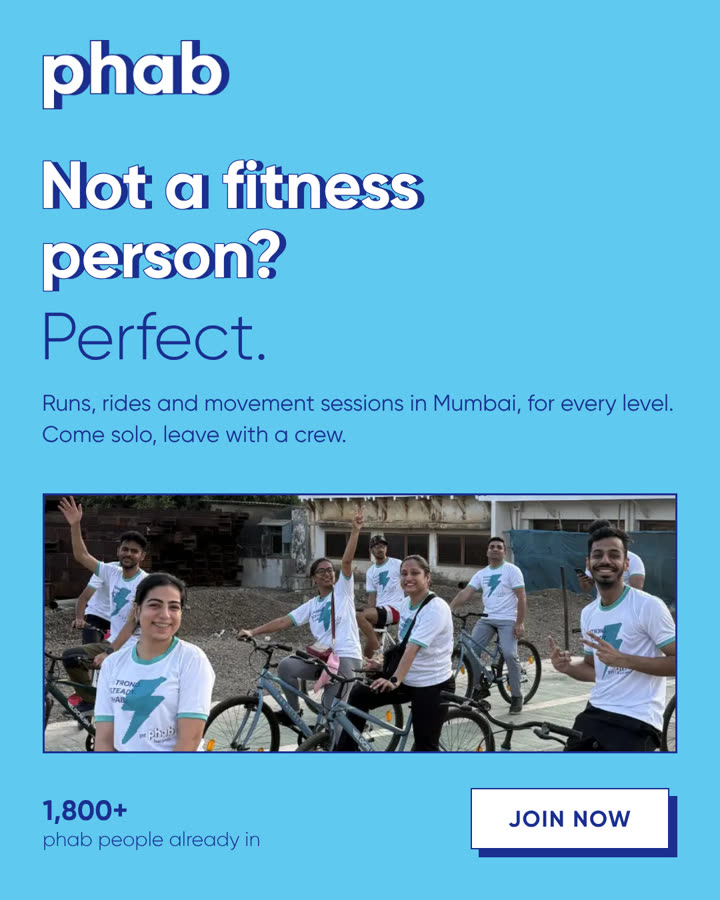 phab
Not a fitness
person?
Perfect.
Runs, rides and movement sessions in Mumbai, for every level.
Come solo, leave with a crew.
phab
1,800+
phab people already in
JOIN NOW